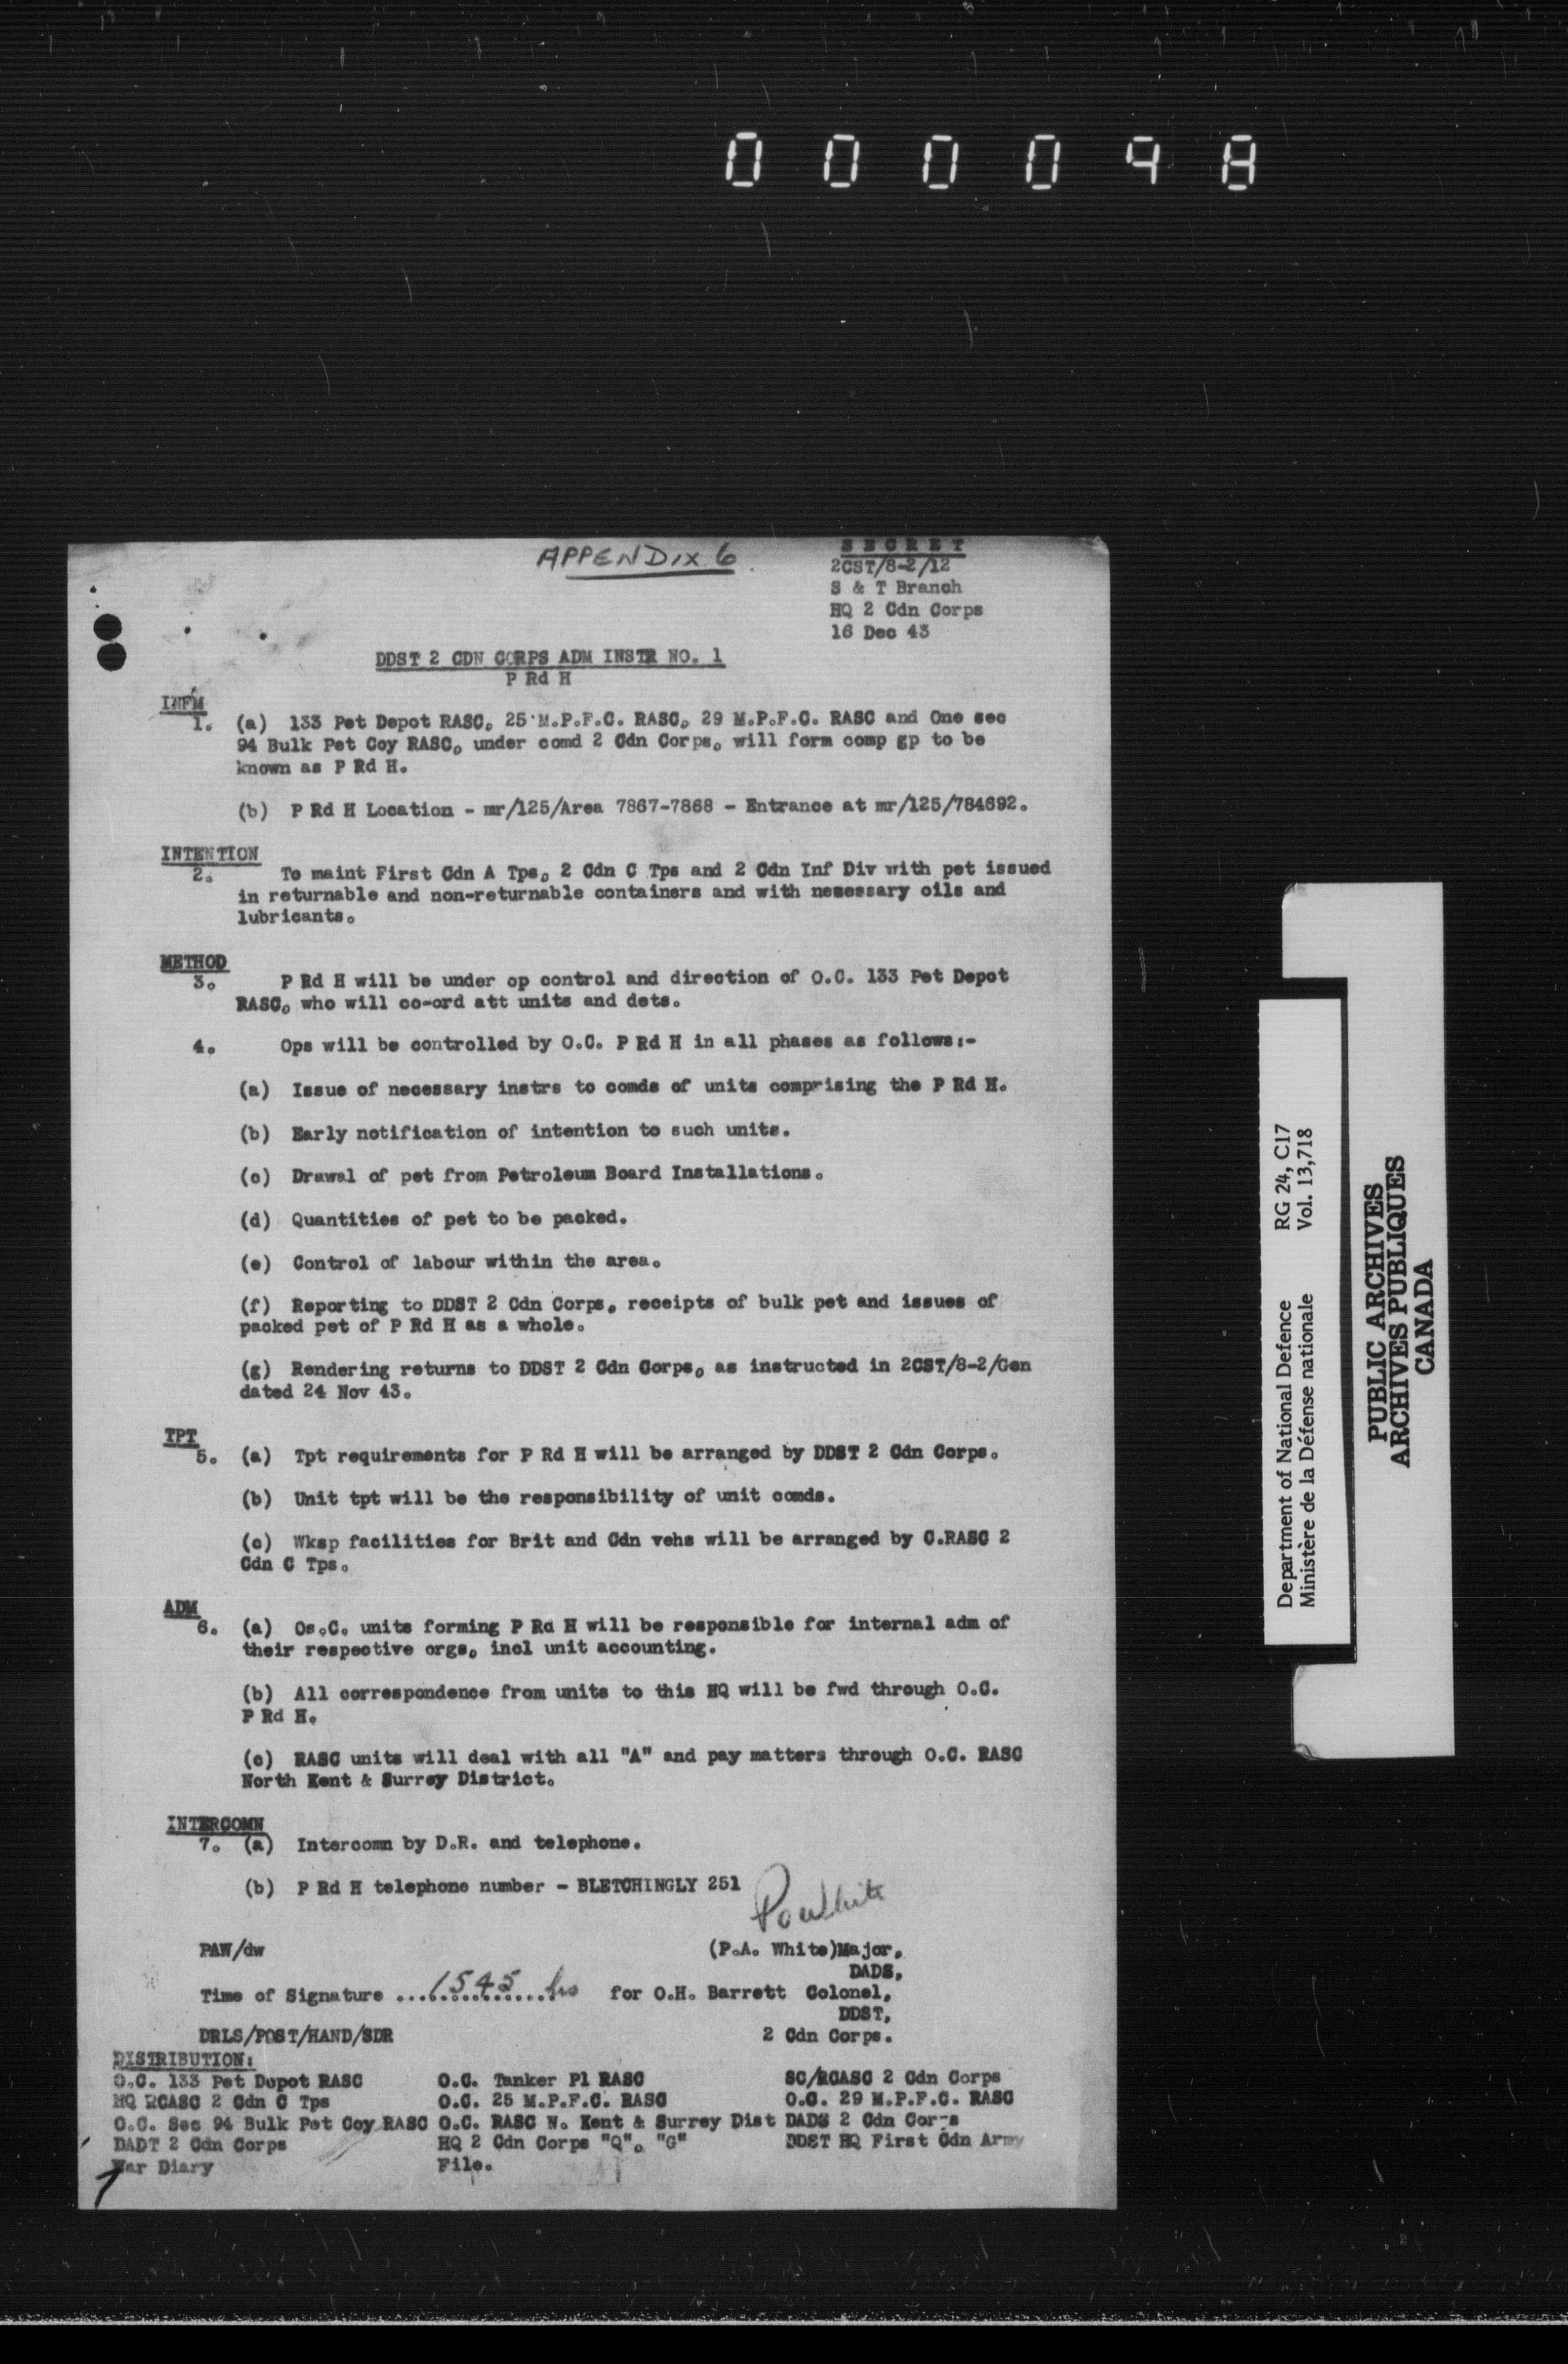 000098
APPENDIX 6.
SECRET
2CST/8-2/12
S & T Branch
HQ 2 Cdn Corps
16 Dec 43
DDST 2 CDN CORPS ADM INSTR NO. 1
P Rd H
INFM
1. (a) 133 Pet Depot RASC, 25 M.P.F.C. RASC, 29 M.P.F.C. RASC and One sec
94 Bulk Pet Coy RASC, under comd 2 Cdn Corps, will form comp gp to be
known as P Rd H.
(b) P Rd H Location - mr/125/Area 7867-7868 - Entrance at mr/125/784692.
INTENTION
2. To maint First Cdn A Tps, 2 Cdn C Tps and 2 Cdn Inf Div with pet issued
in returnable and non-returnable containers and with nesessary oils and
lubricants.
METHOD
3. P Rd H will be under op control and direction of O.C. 133 Pet Depot
RASC, who will co-ord att units and dets.
4. Ops will be controlled by O.C. P Rd H in all phases as follows:-
(a) Issue of necessary instrs to comds of units comprising the P Rd H.
(b) Early notification of intention to such units.
(c) Drawal of pet from Petroleum Board Installations.
(d) Quantities of pet to be packed.
(e) Control of labour within the area.
(f) Reporting to DDST 2 Cdn Corps, receipts of bulk pet and issues of
packed pet of P Rd H as a whole.
(g) Rendering returns to DDST 2 Cdn Corps, as instructed in 2CST/8-2/Gen
dated 24 Nov 43.
TPT
5. (a) Tpt requirements for P Rd H will be arranged by DDST 2 Cdn Corps.
(b) Unit tpt will be the responsibility of unit comds.
(c) Wksp facilities for Brit and Cdn vehs will be arranged by C.RASC 2
Cdn C Tps.
ADM
6. (a) Os.C. units forming P Rd H will be responsible for internal adm of
their respective orgs, incl unit accounting.
(b) All correspondence from units to this HQ will be fwd through O.C.
P Rd H.
(c) RASC units will deal with all "A" and pay matters through O.C. RASC
North Kent & Surrey District.
INTERCOMN
7. (a) Intercomn by D.R. and telephone.
(b) P Rd H telephone number - BLETCHINGLY 251
PAWhite
PAW/dw (P.A. White)Major,
DADS,
Time of Signature ..1545 hrs for O.H. Barrett Colonel,
DDST,
DRLS/POST/HAND/SDR 2 Cdn Corps.
DISTRIBUTION:
O.C. 133 Pet Depot RASC O.C. Tanker Pl RASC SC/RCASC 2 Cdn Corps
HQ RCASC 2 Cdn C Tps O.C. 25 M.P.F.C. RASC O.C. 29 M.P.F.C. RASC
O.C. Sec 94 Bulk Pet Coy RASC O.C. RASC N. Kent & Surrey Dist DADS 2 Cdn Corps
DADT 2 Cdn Corps HQ 2 Cdn Corps "Q", "G" DDST HQ First Cdn Army
War Diary File.
Department of National Defence RG 24, C17
Ministère de la Défense nationale Vol. 13,718
PUBLIC ARCHIVES
ARCHIVES PUBLIQUES
CANADA